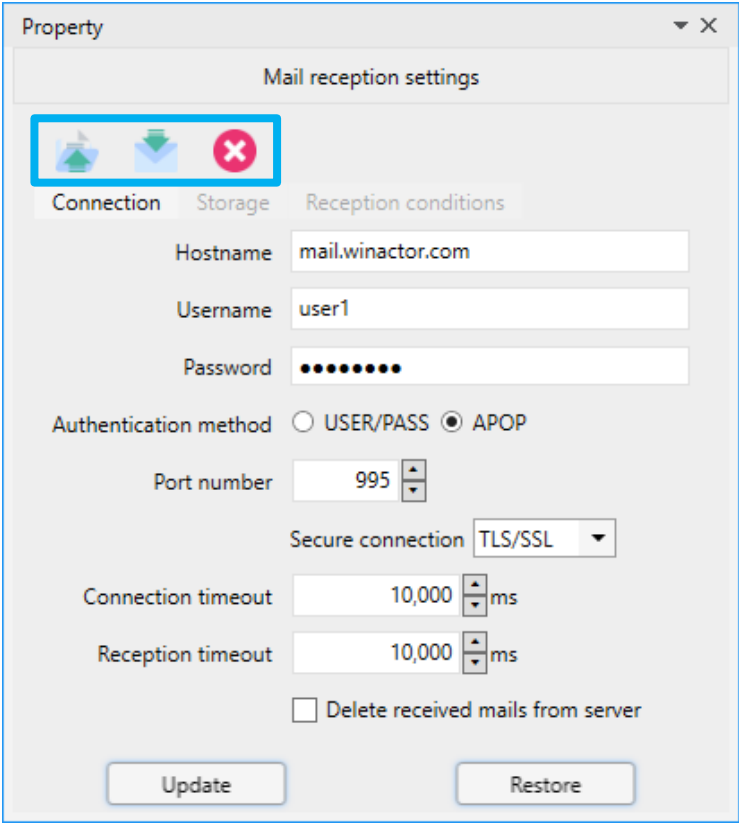 Property
Mail reception settings
Connection Storage Reception conditions
Hostname mail.winactor.com
Username user1
Password ●●●●●●●●
Authentication method USER/PASS APOP
Port number 995
Secure connection TLS/SSL
Connection timeout 10,000 ms
Reception timeout 10,000 ms
Delete received mails from server
Update Restore